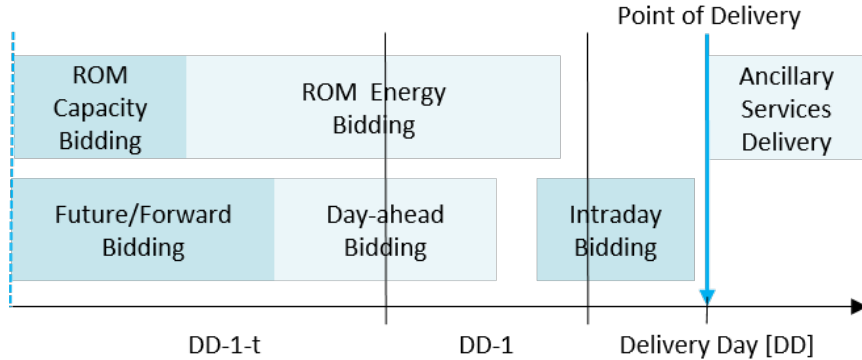 Point of Delivery
ROM
Capacity
Bidding
ROM Energy
Bidding
Ancillary
Services
Delivery
Future/Forward
Bidding
Day-ahead
Bidding
Intraday
Bidding
DD-1-t
DD-1
Delivery Day [DD]